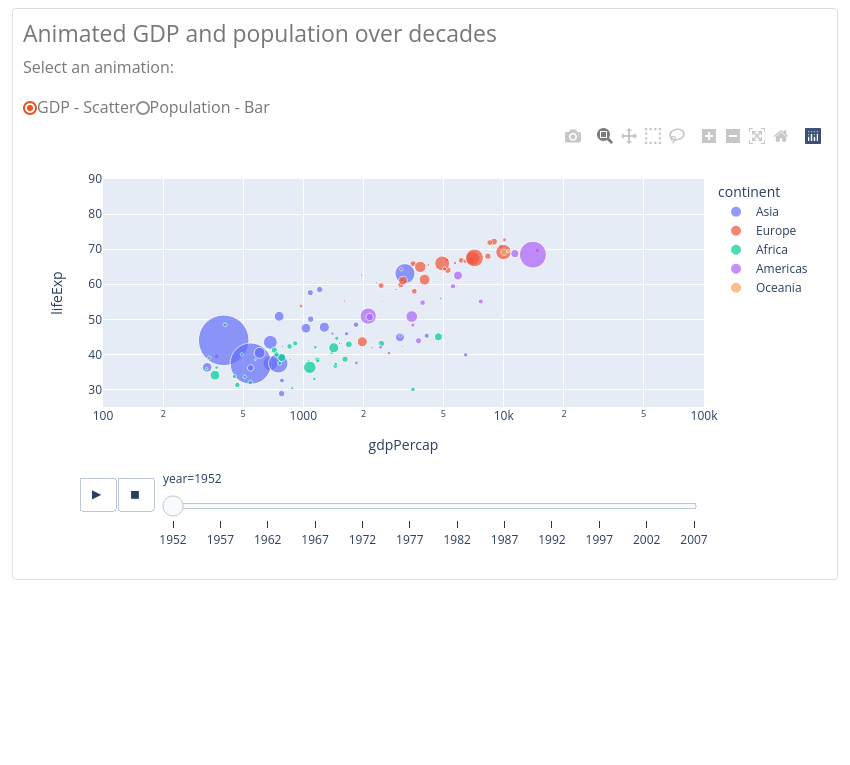 Animated GDP and population over decades
Select an animation:
GDP - Scatter Population - Bar
continent
Asia
Europe
Africa
Americas
Oceania
lifeExp
90
80
70
60
50
40
30
100 2 5 1000 2 5 10k 2 5 100k
gdpPercap
year=1952
1952 1957 1962 1967 1972 1977 1982 1987 1992 1997 2002 2007